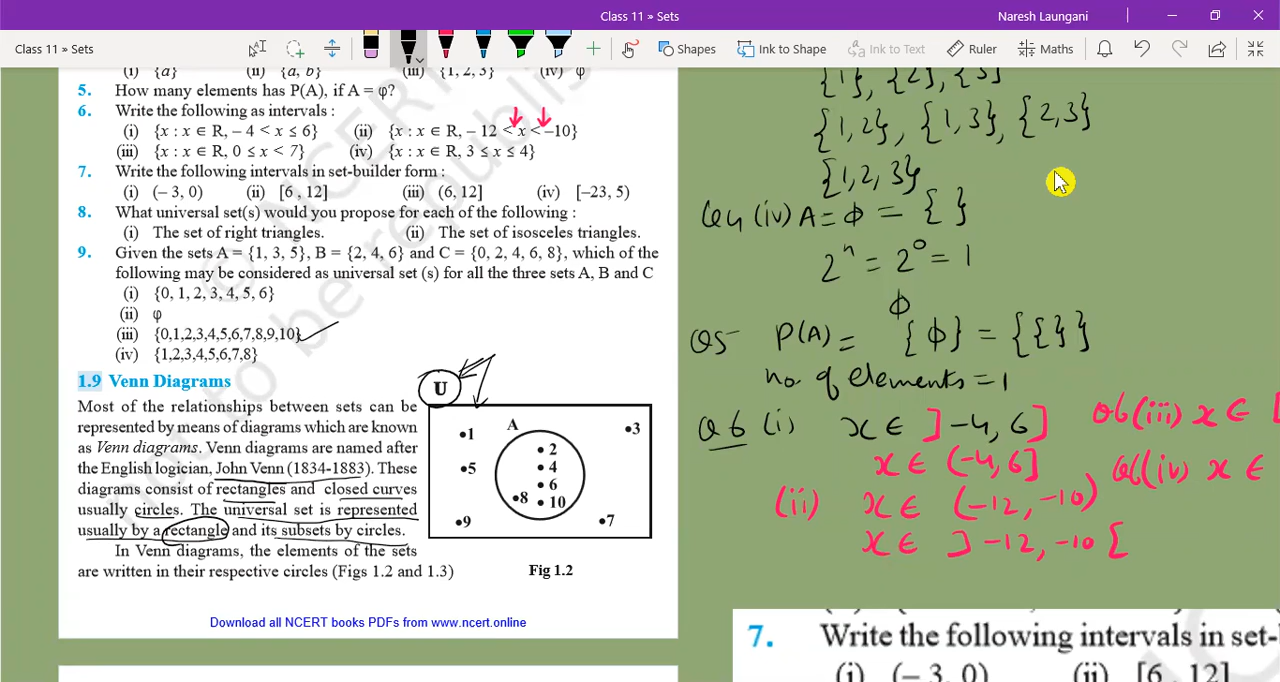 Class 11 » Sets
Naresh Laungani
Class 11 » Sets
Shapes
Ink to Shape
Ink to Text
Ruler
Maths
(i) {a} (ii) {a, b} (iii) {1, 2, 3} (iv) φ
5. How many elements has P(A), if A = φ?
6. Write the following as intervals :
(i) {x : x ∈ R, – 4 < x ≤ 6} (ii) {x : x ∈ R, – 12 < x < –10}
(iii) {x : x ∈ R, 0 ≤ x < 7} (iv) {x : x ∈ R, 3 ≤ x ≤ 4}
7. Write the following intervals in set-builder form :
(i) (– 3, 0) (ii) [6 , 12] (iii) (6, 12] (iv) [–23, 5)
8. What universal set(s) would you propose for each of the following :
(i) The set of right triangles. (ii) The set of isosceles triangles.
9. Given the sets A = {1, 3, 5}, B = {2, 4, 6} and C = {0, 2, 4, 6, 8}, which of the
following may be considered as universal set (s) for all the three sets A, B and C
(i) {0, 1, 2, 3, 4, 5, 6}
(ii) φ
(iii) {0,1,2,3,4,5,6,7,8,9,10}
(iv) {1,2,3,4,5,6,7,8}
1.9 Venn Diagrams
Most of the relationships between sets can be
represented by means of diagrams which are known
as Venn diagrams. Venn diagrams are named after
the English logician, John Venn (1834-1883). These
diagrams consist of rectangles and closed curves
usually circles. The universal set is represented
usually by a rectangle and its subsets by circles.
In Venn diagrams, the elements of the sets
are written in their respective circles (Figs 1.2 and 1.3)
U
A
•1
•3
•2
•4
•5
•6
•8 •10
•9
•7
Fig 1.2
Download all NCERT books PDFs from www.ncert.online
© NCERT
not to be republis
{1}, {2}, {3}
{1,2}, {1,3}, {2,3}
{1,2,3}
Q4 (iv) A = φ = { }
2ⁿ = 2⁰ = 1
φ
Q5 P(A) = {φ} = {{}}
no. of elements = 1
Q6 (i) x ∈ ]-4, 6]
x ∈ (-4, 6]
(ii) x ∈ (-12, -10)
x ∈ ]-12, -10[
Q6(iii) x ∈ [
Q6(iv) x ∈
7. Write the following intervals in set-
(i) (– 3, 0) (ii) [6 , 12]